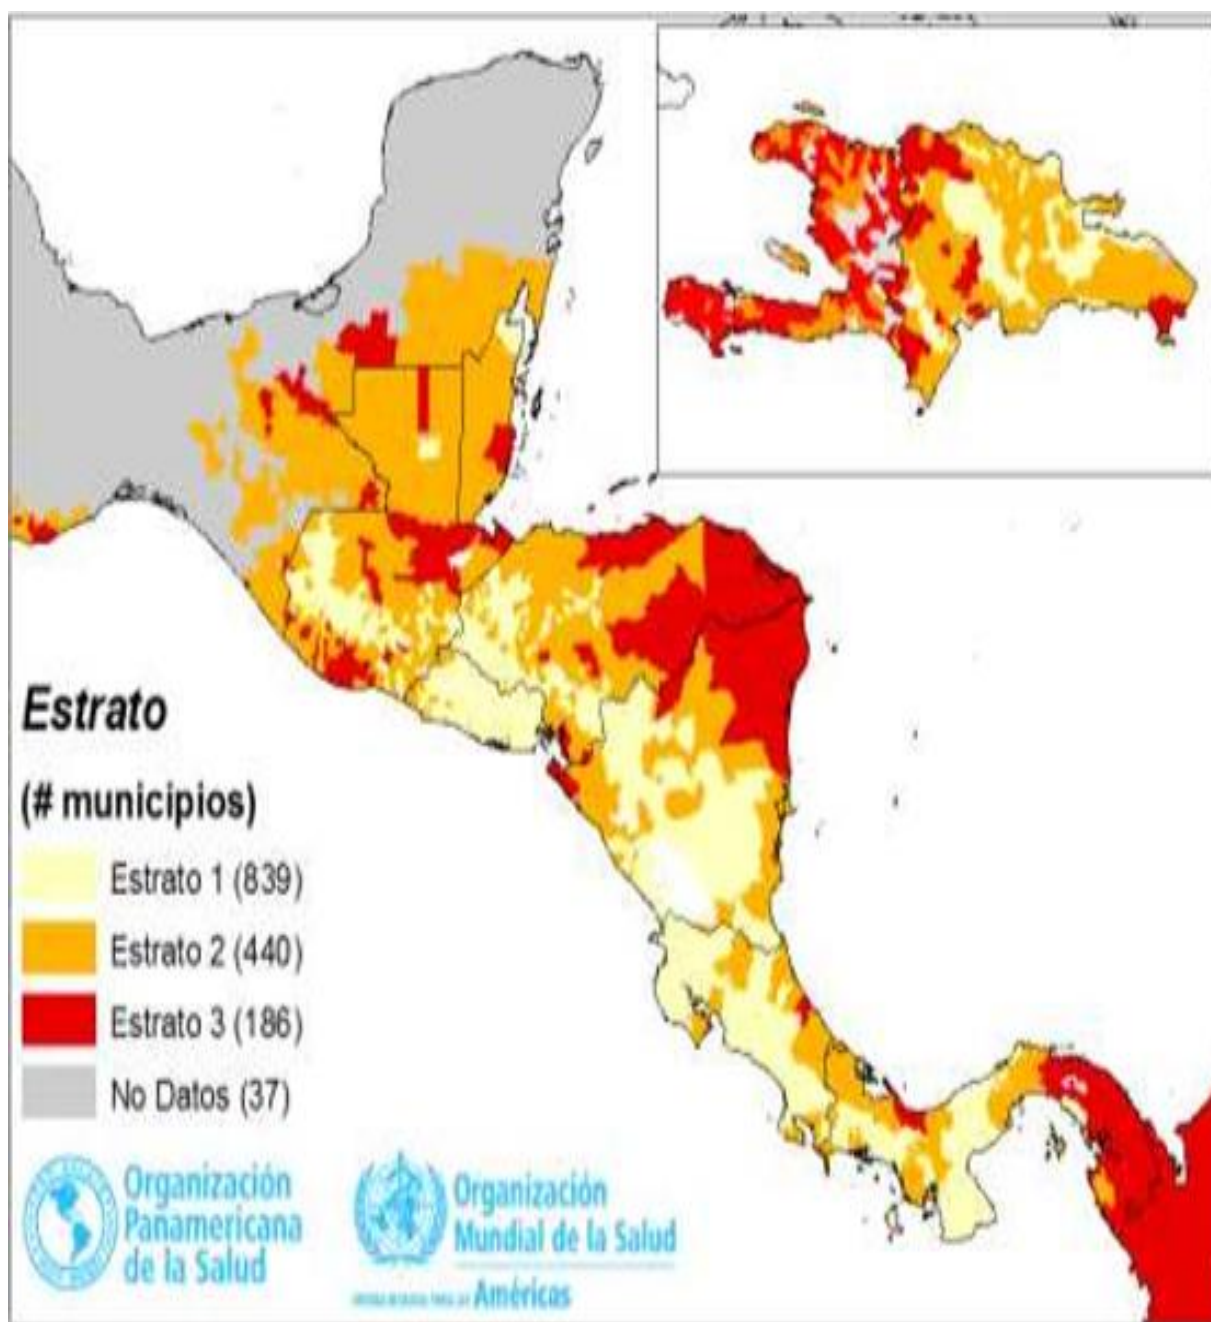 Estrato
(# municipios)
Estrato 1 (839)
Estrato 2 (440)
Estrato 3 (186)
No Datos (37)
Organización
Panamericana
de la Salud
Organización
Mundial de la Salud
Américas